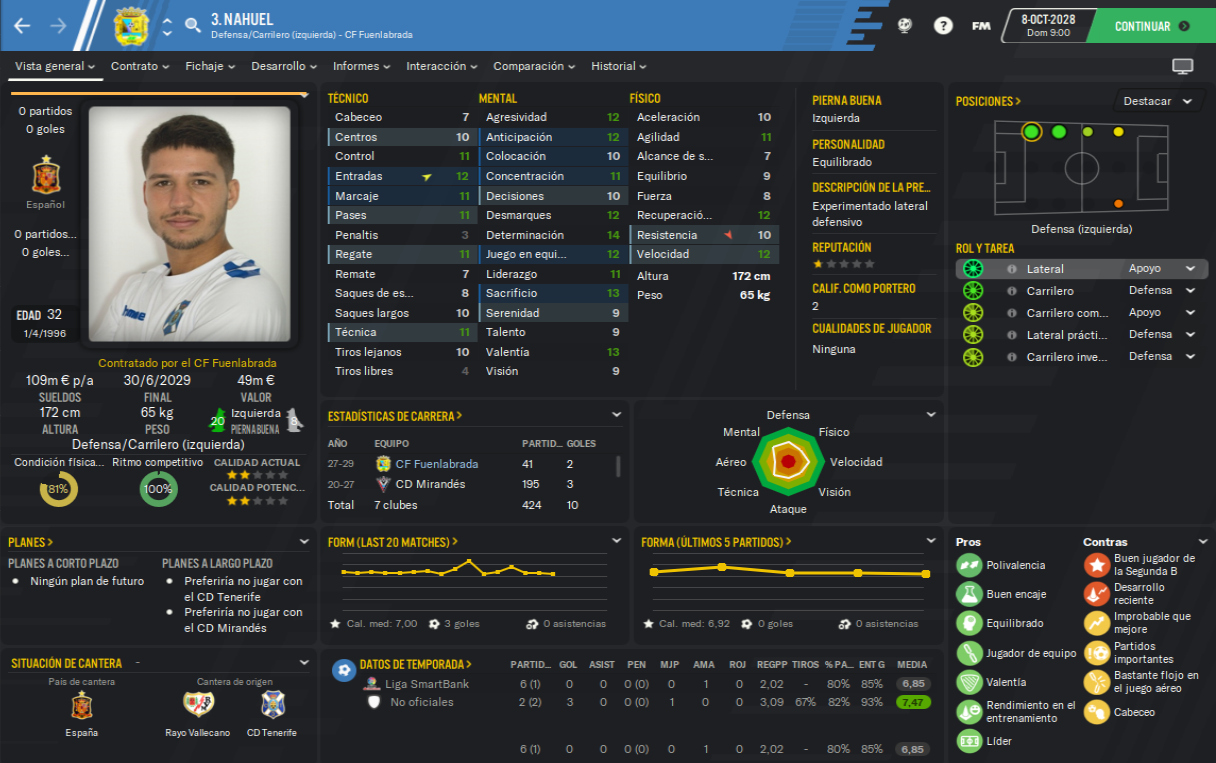 3. NAHUEL
Defensa/Carrilero (izquierda) - CF Fuenlabrada
?
FM
8-OCT-2028
Dom 9:00
CONTINUAR
Vista general
Contrato
Fichaje
Desarrollo
Informes
Interacción
Comparación
Historial
0 partidos
0 goles
Español
0 partidos...
0 goles...
EDAD 32
1/4/1996
Contratado por el CF Fuenlabrada
109m € p/a
SUELDOS
30/6/2029
FINAL
49m €
VALOR
172 cm
ALTURA
65 kg
PESO
20
Izquierda
PIERNA BUENA
8
Defensa/Carrilero (izquierda)
Condición física...
81%
Ritmo competitivo
100%
CALIDAD ACTUAL
CALIDAD POTENC...
TÉCNICO
Cabeceo 7
Centros 10
Control 11
Entradas 12
Marcaje 11
Pases 11
Penaltis 3
Regate 11
Remate 7
Saques de es... 8
Saques largos 10
Técnica 11
Tiros lejanos 10
Tiros libres 4
MENTAL
Agresividad 12
Anticipación 12
Colocación 10
Concentración 11
Decisiones 10
Desmarques 12
Determinación 14
Juego en equi... 12
Liderazgo 11
Sacrificio 13
Serenidad 9
Talento 9
Valentía 13
Visión 9
FÍSICO
Aceleración 10
Agilidad 11
Alcance de s... 7
Equilibrio 9
Fuerza 8
Recuperació... 12
Resistencia 10
Velocidad 12
Altura 172 cm
Peso 65 kg
PIERNA BUENA
Izquierda
PERSONALIDAD
Equilibrado
DESCRIPCIÓN DE LA PRE...
Experimentado lateral
defensivo
REPUTACIÓN
CALIF. COMO PORTERO
2
CUALIDADES DE JUGADOR
Ninguna
POSICIONES >
Destacar
Defensa (izquierda)
ROL Y TAREA
Lateral Apoyo
Carrilero Defensa
Carrilero com... Apoyo
Lateral prácti... Defensa
Carrilero inve... Defensa
ESTADÍSTICAS DE CARRERA >
AÑO EQUIPO PARTID... GOLES
27-29 CF Fuenlabrada 41 2
20-27 CD Mirandés 195 3
Total 7 clubes 424 10
Defensa
Físico
Velocidad
Visión
Ataque
Técnica
Aéreo
Mental
PLANES >
PLANES A CORTO PLAZO
• Ningún plan de futuro
PLANES A LARGO PLAZO
• Preferiría no jugar con
el CD Tenerife
• Preferiría no jugar con
el CD Mirandés
FORM (LAST 20 MATCHES) >
Cal. med: 7,00
3 goles
0 asistencias
FORMA (ÚLTIMOS 5 PARTIDOS) >
Cal. med: 6,92
0 goles
0 asistencias
Pros
Polivalencia
Buen encaje
Equilibrado
Jugador de equipo
Valentía
Rendimiento en el
entrenamiento
Líder
Contras
Buen jugador de
la Segunda B
Desarrollo
reciente
Improbable que
mejore
Partidos
importantes
Bastante flojo en
el juego aéreo
Cabeceo
SITUACIÓN DE CANTERA -
País de cantera
España
Cantera de origen
Rayo Vallecano
CD Tenerife
DATOS DE TEMPORADA > PARTID... GOL ASIST PEN MJP AMA ROJ REGPP TIROS % PA... ENT G MEDIA
Liga SmartBank 6 (1) 0 0 0 (0) 0 1 0 2,02 - 80% 85% 6,85
No oficiales 2 (2) 3 0 0 (0) 1 0 0 3,09 67% 82% 93% 7,47
6 (1) 0 0 0 (0) 0 1 0 2,02 - 80% 85% 6,85